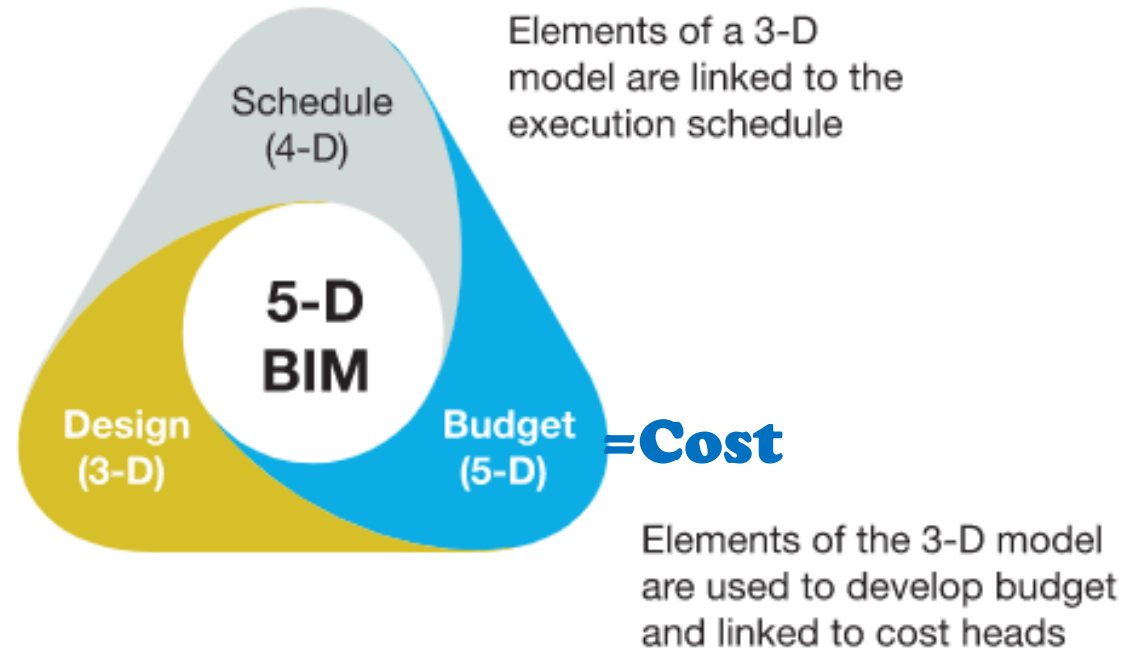 Elements of a 3-D
model are linked to the
execution schedule
Schedule
(4-D)
5-D
BIM
Design
(3-D)
Budget
(5-D)
=Cost
Elements of the 3-D model
are used to develop budget
and linked to cost heads